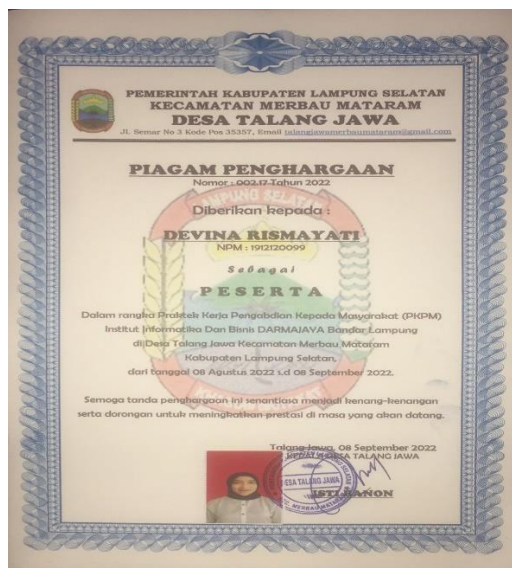 PEMERINTAH KABUPATEN LAMPUNG SELATAN
KECAMATAN MERBAU MATARAM
DESA TALANG JAWA
Jl. Semar No 3 Kode Pos 35357, Email talangjawamerbaumataram@gmail.com
PIAGAM PENGHARGAAN
Nomor : 002.17 Tahun 2022
Diberikan kepada :
DEVINA RISMAYATI
NPM : 1912120099
Sebagai
PESERTA
Dalam rangka Praktek Kerja Pengabdian Kepada Masyarakat (PKPM)
Institut Informatika Dan Bisnis DARMAJAYA Bandar Lampung
di Desa Talang Jawa Kecamatan Merbau Mataram
Kabupaten Lampung Selatan,
dari tanggal 08 Agustus 2022 s.d 08 September 2022.
Semoga tanda penghargaan ini senantiasa menjadi kenang-kenangan
serta dorongan untuk meningkatkan prestasi di masa yang akan datang.
Talang Jawa, 08 September 2022
DESA TALANG JAWA
DESA TALANG JAWA